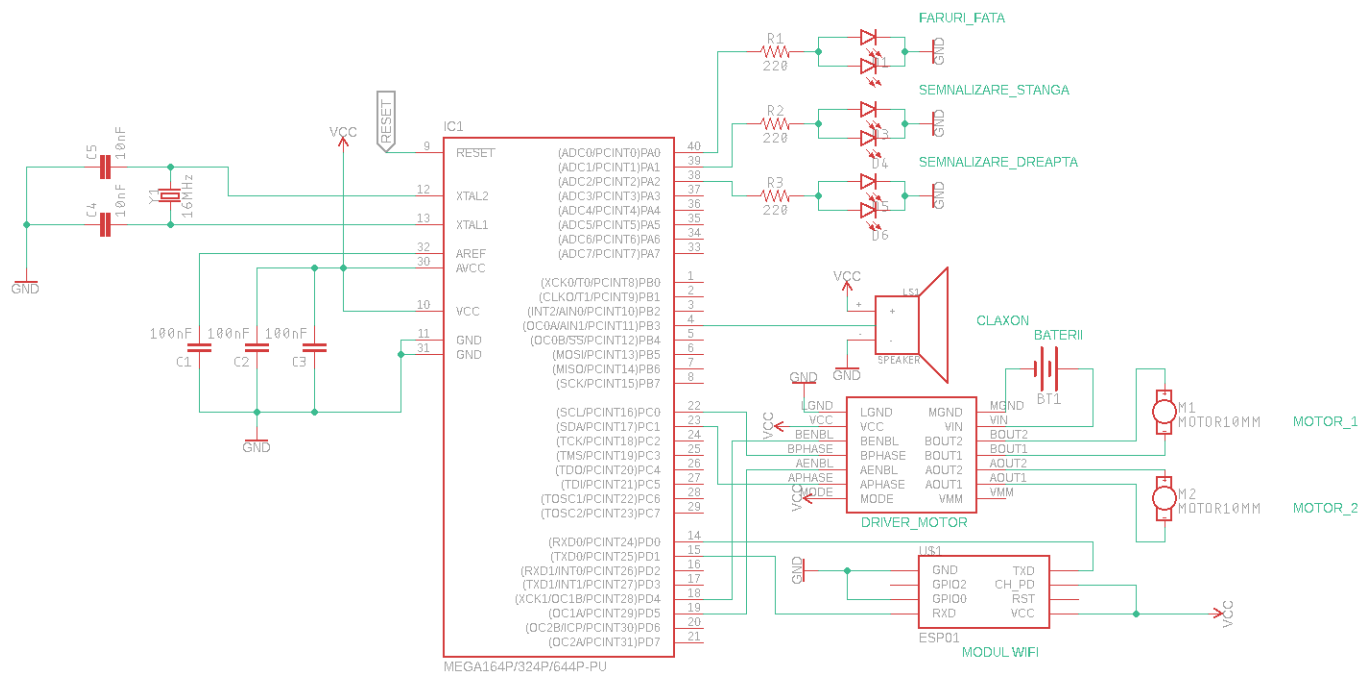 FARURI_FATA
R1
220
GND
SEMNALIZARE_STANGA
R2
220
D3
D4
GND
SEMNALIZARE_DREAPTA
R3
220
D5
D6
GND
RESET
VCC
IC1
C5
10nF
C4
10nF
Y1
16MHz
GND
9 RESET
12 XTAL2
13 XTAL1
32 AREF
30 AVCC
10 VCC
11 GND
31 GND
100nF
C1
100nF
C2
100nF
C3
GND
(ADC0/PCINT0)PA0 40
(ADC1/PCINT1)PA1 39
(ADC2/PCINT2)PA2 38
(ADC3/PCINT3)PA3 37
(ADC4/PCINT4)PA4 36
(ADC5/PCINT5)PA5 35
(ADC6/PCINT6)PA6 34
(ADC7/PCINT7)PA7 33
(XCK0/T0/PCINT8)PB0 1
(CLKO/T1/PCINT9)PB1 2
(INT2/AIN0/PCINT10)PB2 3
(OC0A/AIN1/PCINT11)PB3 4
(OC0B/SS/PCINT12)PB4 5
(MOSI/PCINT13)PB5 6
(MISO/PCINT14)PB6 7
(SCK/PCINT15)PB7 8
(SCL/PCINT16)PC0 22
(SDA/PCINT17)PC1 23
(TCK/PCINT18)PC2 24
(TMS/PCINT19)PC3 25
(TDO/PCINT20)PC4 26
(TDI/PCINT21)PC5 27
(TOSC1/PCINT22)PC6 28
(TOSC2/PCINT23)PC7 29
(RXD0/PCINT24)PD0 14
(TXD0/PCINT25)PD1 15
(RXD1/INT0/PCINT26)PD2 16
(TXD1/INT1/PCINT27)PD3 17
(XCK1/OC1B/PCINT28)PD4 18
(OC1A/PCINT29)PD5 19
(OC2B/ICP/PCINT30)PD6 20
(OC2A/PCINT31)PD7 21
MEGA164P/324P/644P-PU
VCC
+
-
GND
LS1
+
-
SPEAKER
CLAXON
BATERII
BT1
GND
VCC
VCC
LGND
VCC
BENBL
BPHASE
AENBL
APHASE
MODE
LGND
VCC
BENBL
BPHASE
AENBL
APHASE
MODE
MGND
VIN
BOUT2
BOUT1
AOUT2
AOUT1
VMM
MGND
VIN
BOUT2
BOUT1
AOUT2
AOUT1
VMM
DRIVER_MOTOR
M1
MOTOR10MM
MOTOR_1
M2
MOTOR10MM
MOTOR_2
GND
U$1
GND
GPIO2
GPIO0
RXD
TXD
CH_PD
RST
VCC
ESP01
VCC
MODUL WIFI